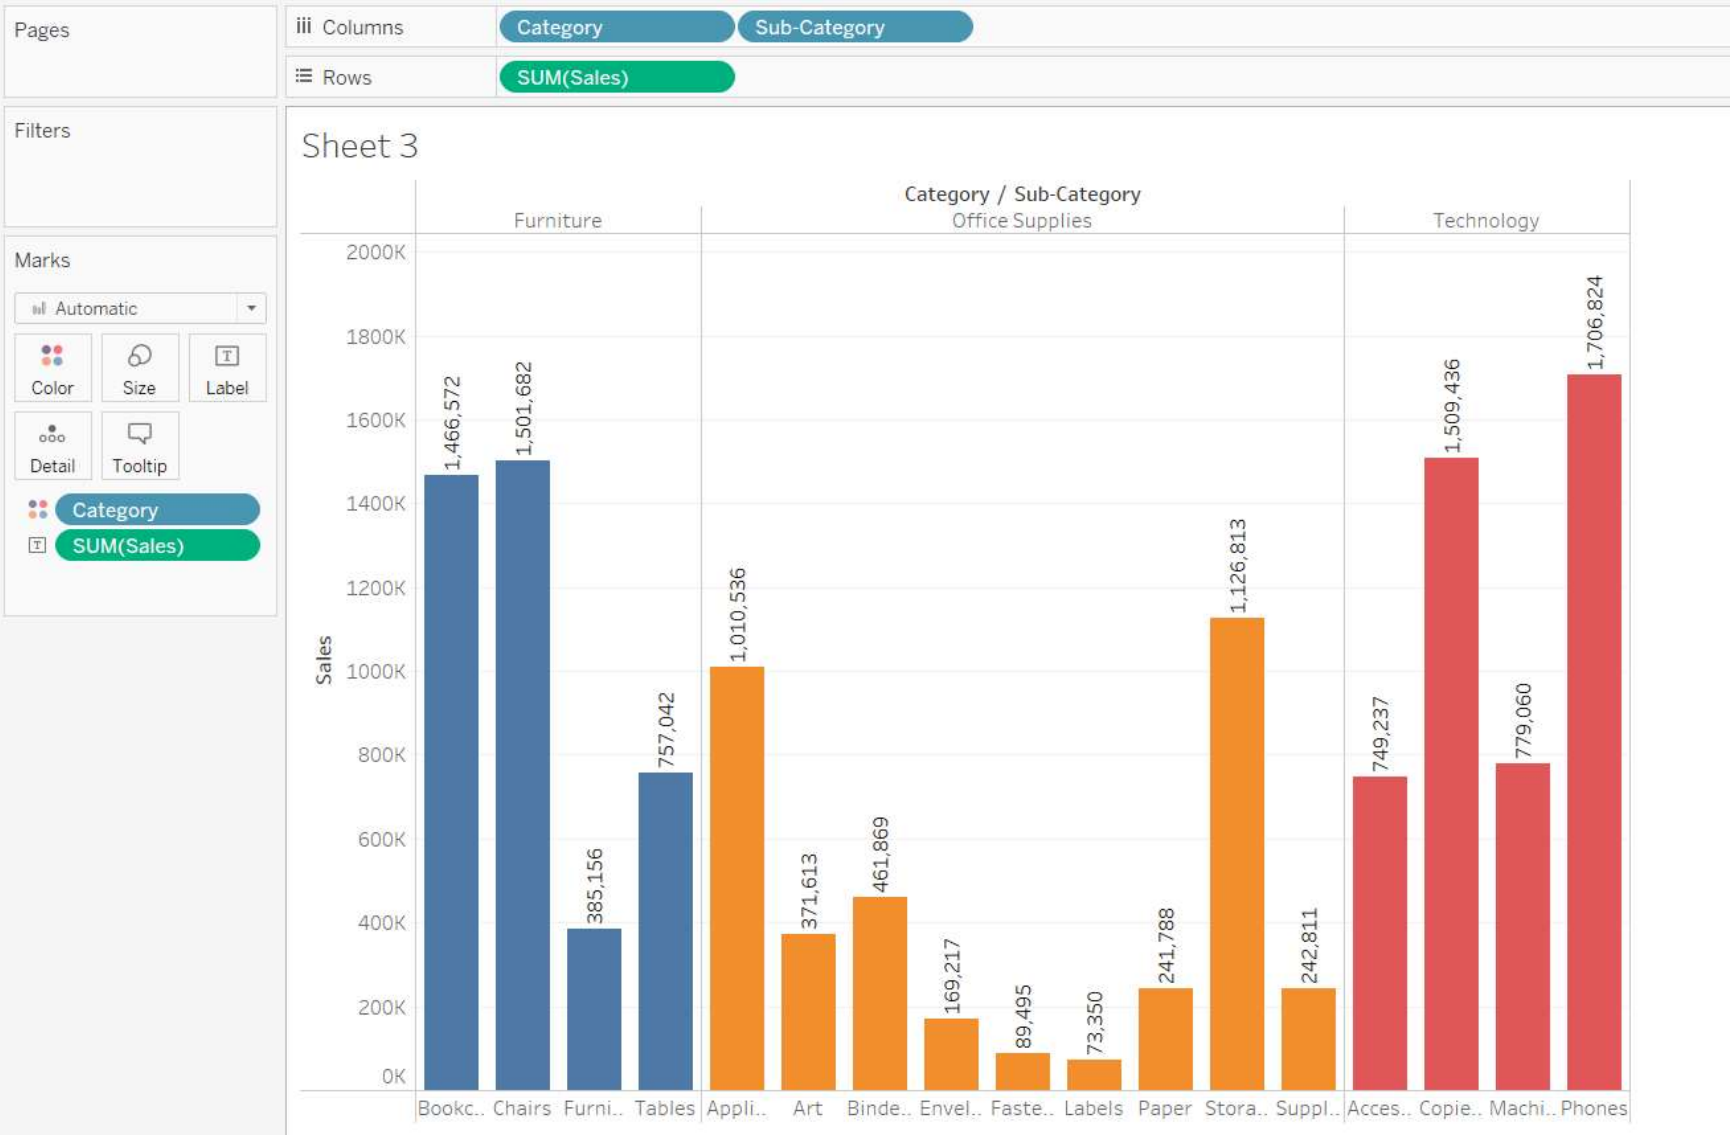 Pages
Columns Category Sub-Category
Rows SUM(Sales)
Filters
Marks
Automatic
Color Size Label
T
Detail Tooltip
Category
T SUM(Sales)
Sheet 3
Category / Sub-Category
Furniture Office Supplies Technology
Sales
2000K
1800K
1600K
1400K
1200K
1000K
800K
600K
400K
200K
0K
1,466,572
1,501,682
385,156
757,042
1,010,536
371,613
461,869
169,217
89,495
73,350
241,788
1,126,813
242,811
749,237
1,509,436
779,060
1,706,824
Bookc.. Chairs Furni.. Tables Appli.. Art Binde.. Envel.. Faste.. Labels Paper Stora.. Suppl.. Acces.. Copie.. Machi.. Phones